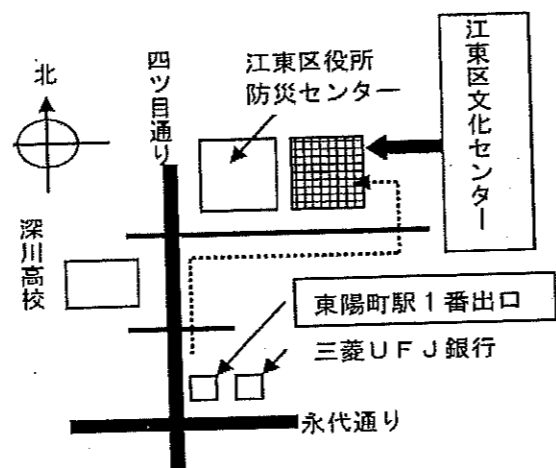 北
四ツ目通り
江東区役所
防災センター
江東区文化センター
深川高校
東陽町駅1番出口
三菱UFJ銀行
永代通り